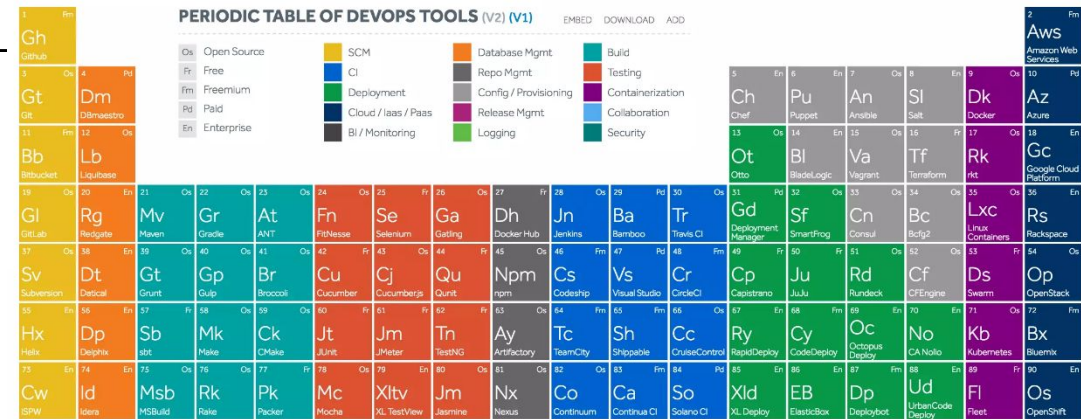 PERIODIC TABLE OF DEVOPS TOOLS (V2) (V1)
EMBED DOWNLOAD ADD
Os Open Source
Fr Free
Fm Freemium
Pd Paid
En Enterprise
SCM
CI
Deployment
Cloud / Iaas / Paas
BI / Monitoring
Database Mgmt
Repo Mgmt
Config / Provisioning
Release Mgmt
Logging
Build
Testing
Containerization
Collaboration
Security
1 Fm
Gh
Github
2 Fm
Aws
Amazon Web
Services
3 Os
Gt
Git
4 Pd
Dm
DBmaestro
5 En
Ch
Chef
6 En
Pu
Puppet
7 Os
An
Ansible
8 En
Sl
Salt
9 Os
Dk
Docker
10 Pd
Az
Azure
11 Fm
Bb
Bitbucket
12 Os
Lb
Liquibase
13 Os
Ot
Otto
14 En
Bl
BladeLogic
15 Os
Va
Vagrant
16 Fr
Tf
Terraform
17 Os
Rk
rkt
18 En
Gc
Google Cloud
Platform
19 Os
Gl
GitLab
20 En
Rg
Redgate
21 Os
Mv
Maven
22 Os
Gr
Gradle
23 Os
At
ANT
24 Os
Fn
FitNesse
25 Fr
Se
Selenium
26 Os
Ga
Gatling
27 Fr
Dh
Docker Hub
28 Os
Jn
Jenkins
29 Pd
Ba
Bamboo
30 Os
Tr
Travis CI
31 Pd
Gd
Deployment
Manager
32 En
Sf
SmartFrog
33 Os
Cn
Consul
34 Os
Bc
Bcfg2
35 Os
Lxc
Linux
Containers
36 En
Rs
Rackspace
37 Os
Sv
Subversion
38 En
Dt
Datical
39 Os
Gt
Grunt
40 Os
Gp
Gulp
41 Os
Br
Broccoli
42 Fr
Cu
Cucumber
43 Os
Cj
Cucumber.js
44 Fr
Qu
Qunit
45 Os
Npm
npm
46 Fm
Cs
Codeship
47 Pd
Vs
Visual Studio
48 Fm
Cr
CircleCI
49 Fr
Cp
Capistrano
50 Fr
Ju
JuJu
51 Os
Rd
Rundeck
52 Os
Cf
CFEngine
53 Fr
Ds
Swarm
54 Os
Op
OpenStack
55 En
Hx
Helix
56 En
Dp
Delphix
57 Fr
Sb
sbt
58 Os
Mk
Make
59 Os
Ck
CMake
60 Fr
Jt
JUnit
61 Fr
Jm
JMeter
62 Fr
Tn
TestNG
63 Os
Ay
Artifactory
64 Fm
Tc
TeamCity
65 Fm
Sh
Shippable
66 Os
Cc
CruiseControl
67 En
Ry
RapidDeploy
68 Fr
Cy
CodeDeploy
69 En
Oc
Octopus
Deploy
70 En
No
CA Nolio
71 Os
Kb
Kubernetes
72 Fm
Bx
Bluemix
73 En
Cw
ISPW
74 En
Id
Idera
75 Os
Msb
MSBuild
76 Os
Rk
Rake
77 Fr
Pk
Packer
78 Os
Mc
Mocha
79 En
Xltv
XL TestView
80 Os
Jm
Jasmine
81 Os
Nx
Nexus
82 Os
Co
Continuum
83 Fm
Ca
Continua CI
84 Pd
So
Solano CI
85 En
Xld
XL Deploy
86 En
EB
ElasticBox
87 Fm
Dp
Deploybot
88 En
Ud
UrbanCode
Deploy
89 Fr
Fl
Fleet
90 En
Os
OpenShift